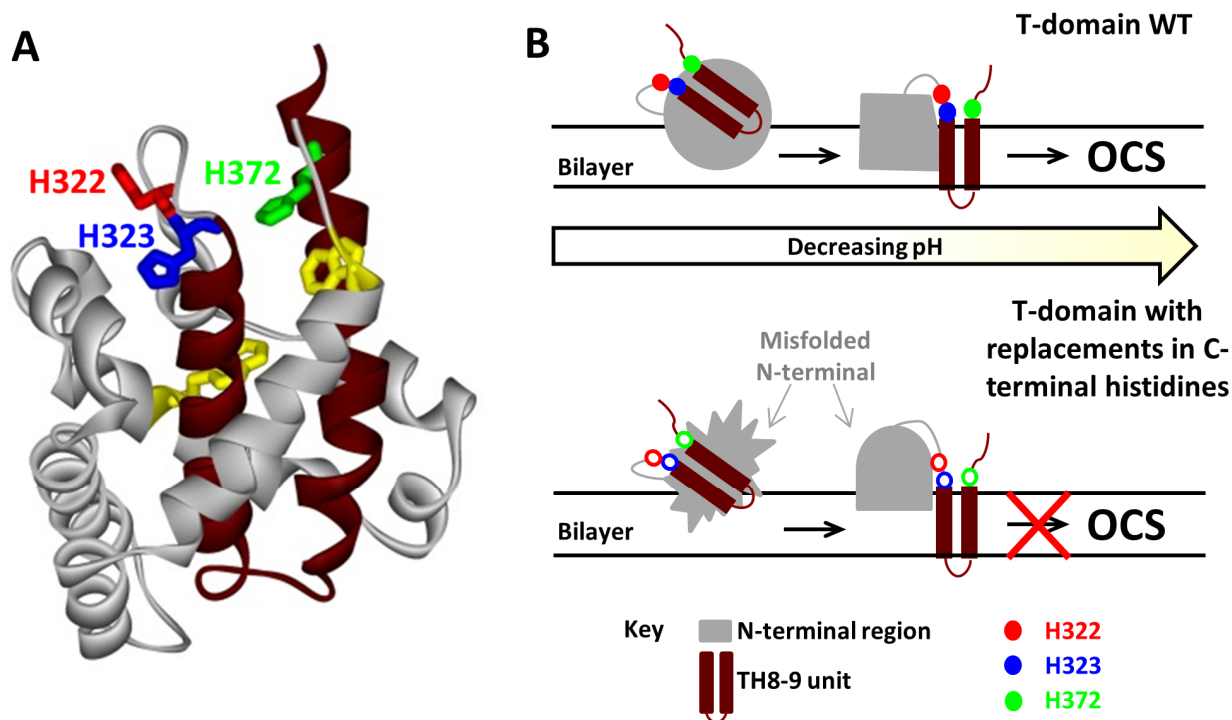 A
H322
H323
H372
B
T-domain WT
Bilayer
OCS
Decreasing pH
T-domain with
replacements in C-
terminal histidines
Misfolded
N-terminal
Bilayer
OCS
Key
N-terminal region
TH8-9 unit
H322
H323
H372